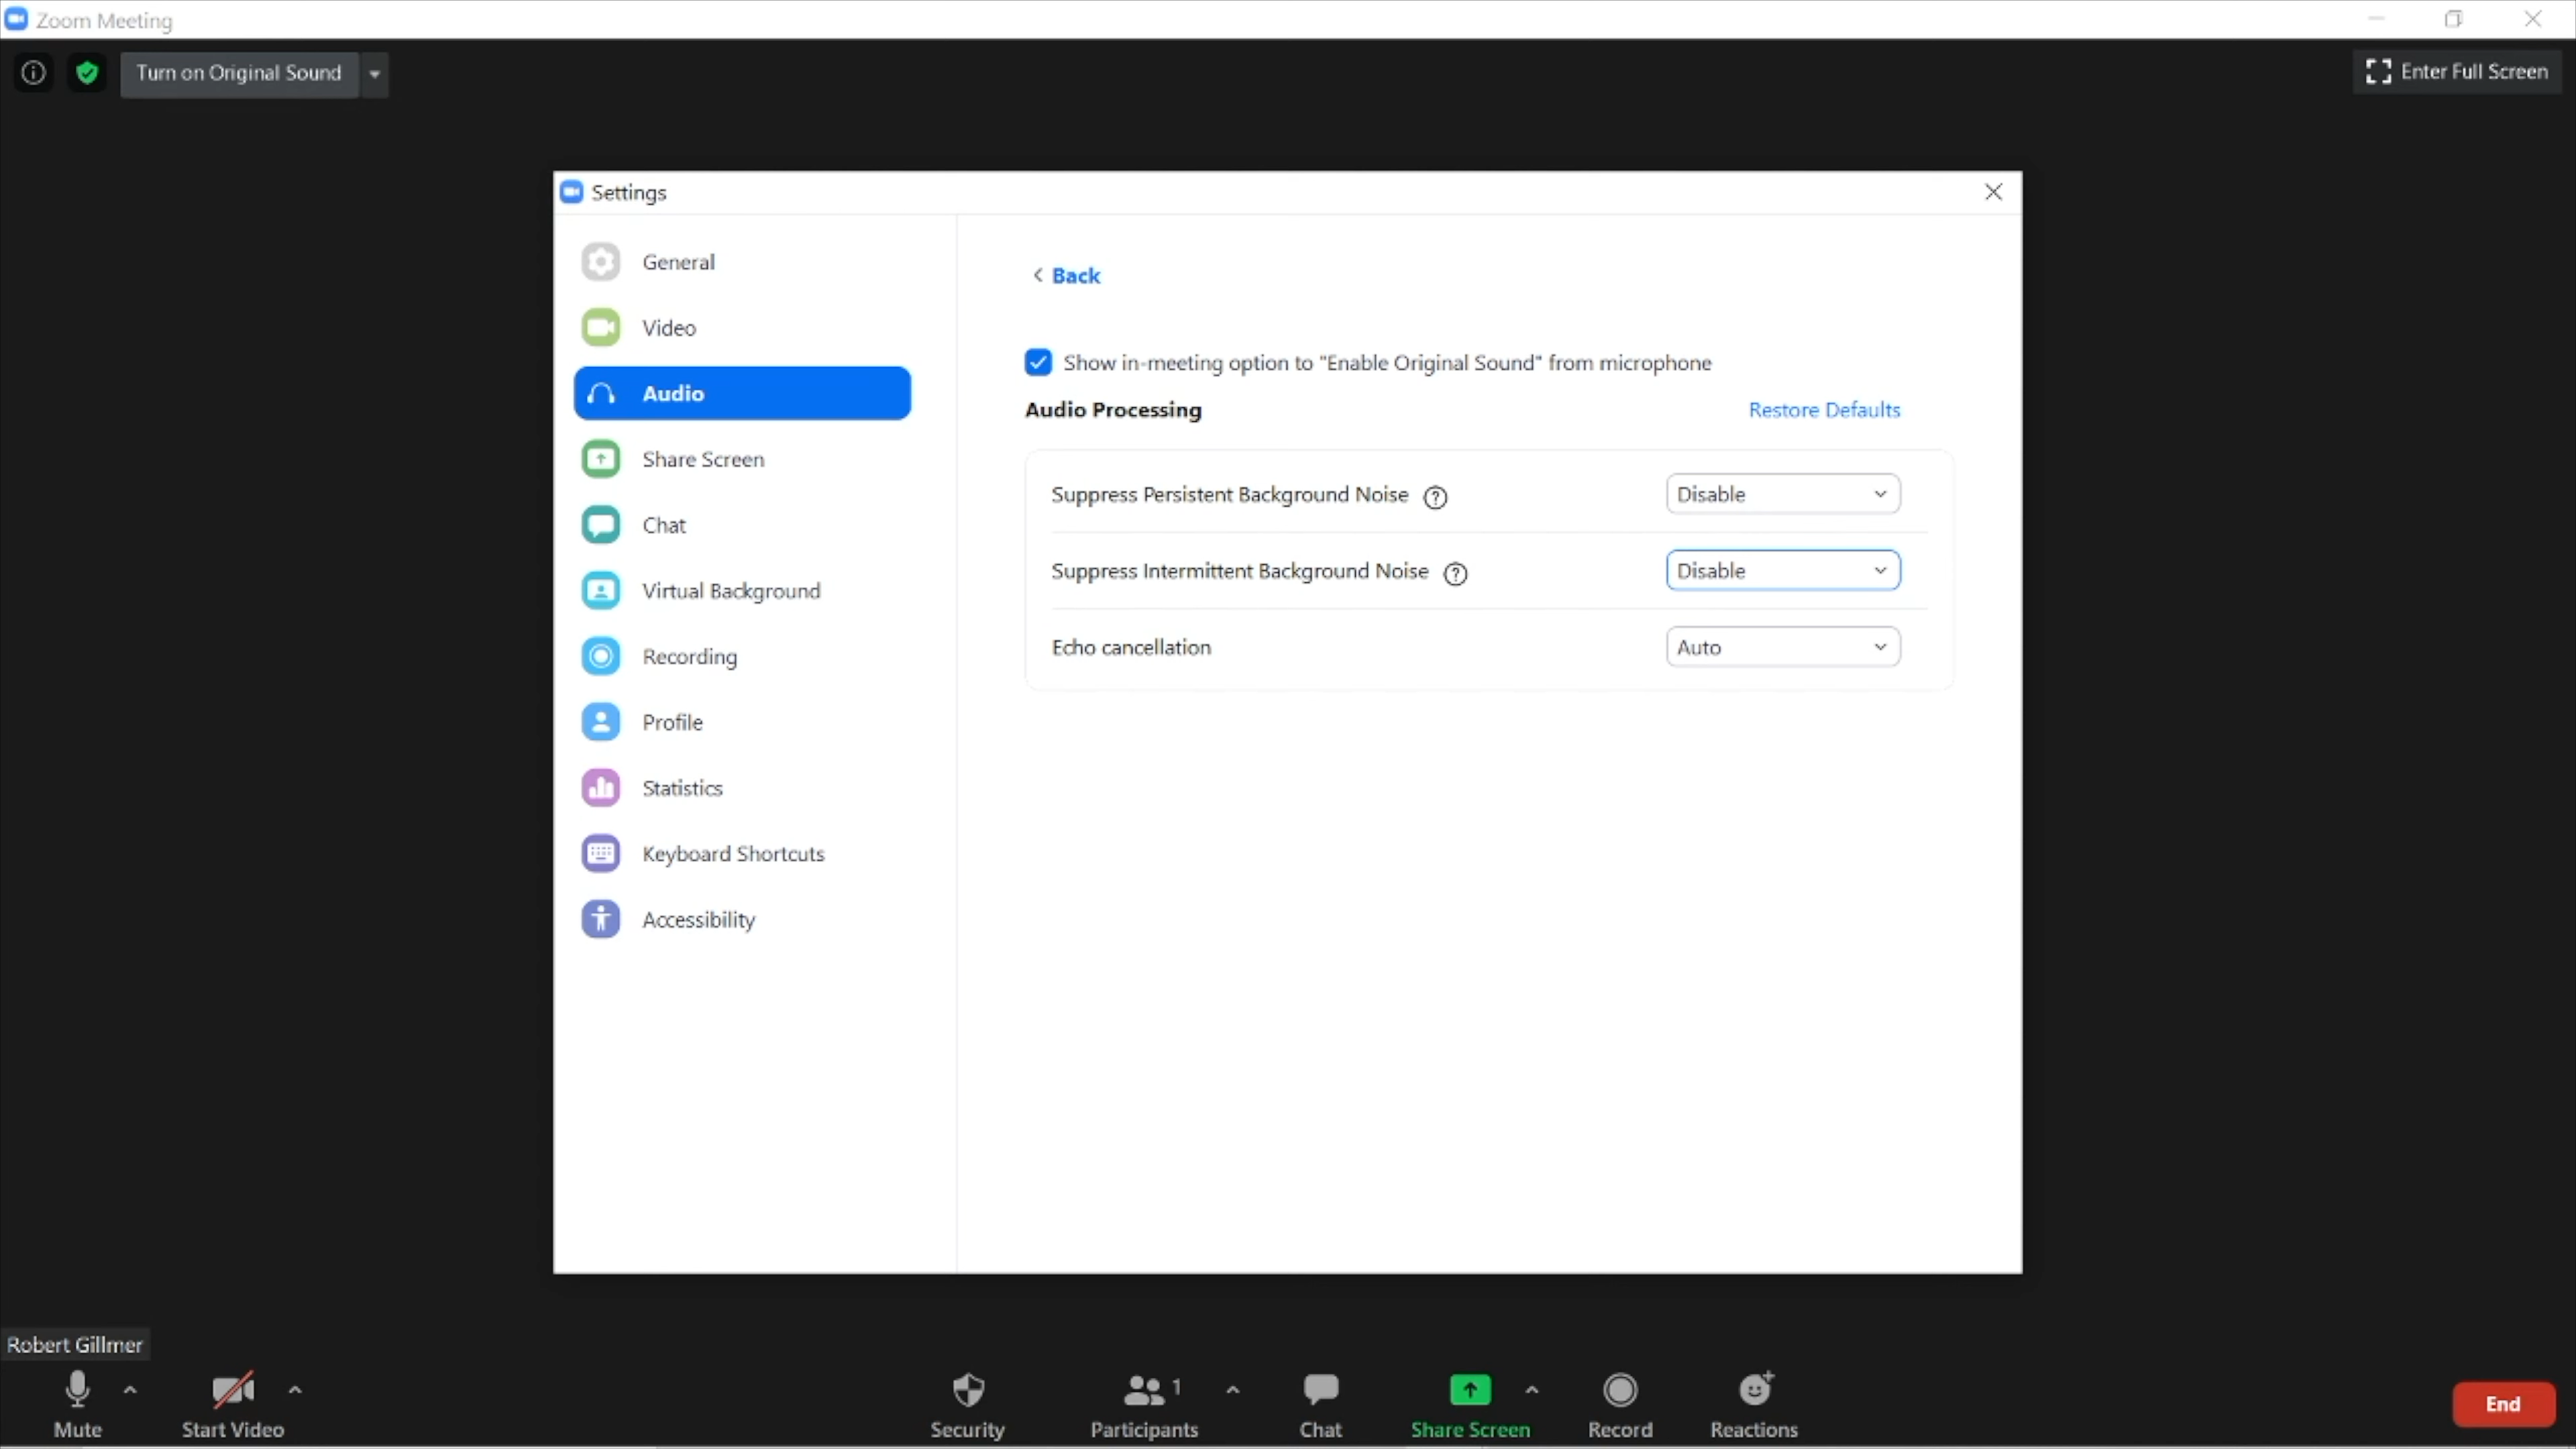 Zoom Meeting
Turn on Original Sound
Enter Full Screen
Settings
General
Video
Audio
Share Screen
Chat
Virtual Background
Recording
Profile
Statistics
Keyboard Shortcuts
Accessibility
Back
Show in-meeting option to "Enable Original Sound" from microphone
Audio Processing Restore Defaults
Suppress Persistent Background Noise ? Disable
Suppress Intermittent Background Noise ? Disable
Echo cancellation Auto
Robert Gillmer
1
Mute Start Video Security Participants Chat Share Screen Record Reactions End